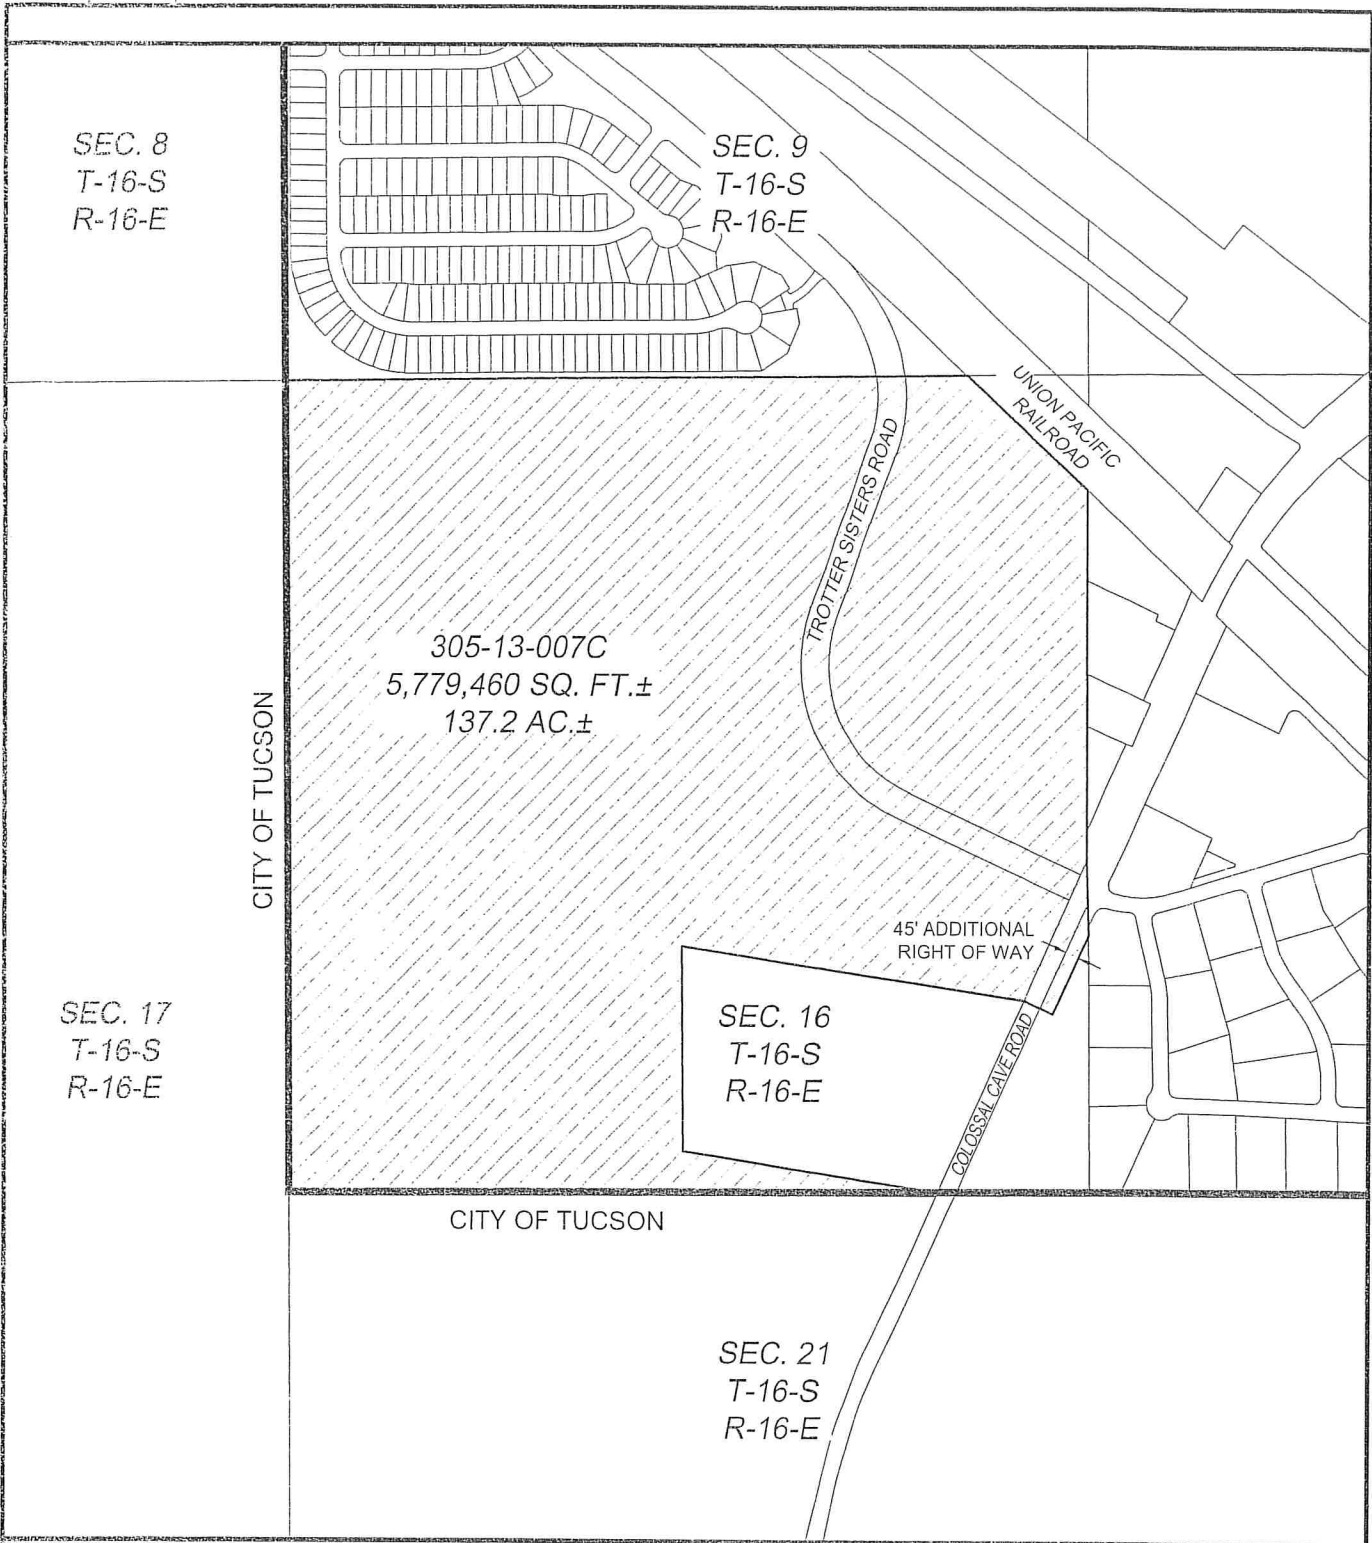 SEC. 8
T-16-S
R-16-E
SEC. 9
T-16-S
R-16-E
UNION PACIFIC
RAILROAD
TROTTER SISTERS ROAD
305-13-007C
5,779,460 SQ. FT.±
137.2 AC.±
CITY OF TUCSON
45' ADDITIONAL
RIGHT OF WAY
SEC. 17
T-16-S
R-16-E
SEC. 16
T-16-S
R-16-E
COLOSSAL CAVE ROAD
CITY OF TUCSON
SEC. 21
T-16-S
R-16-E